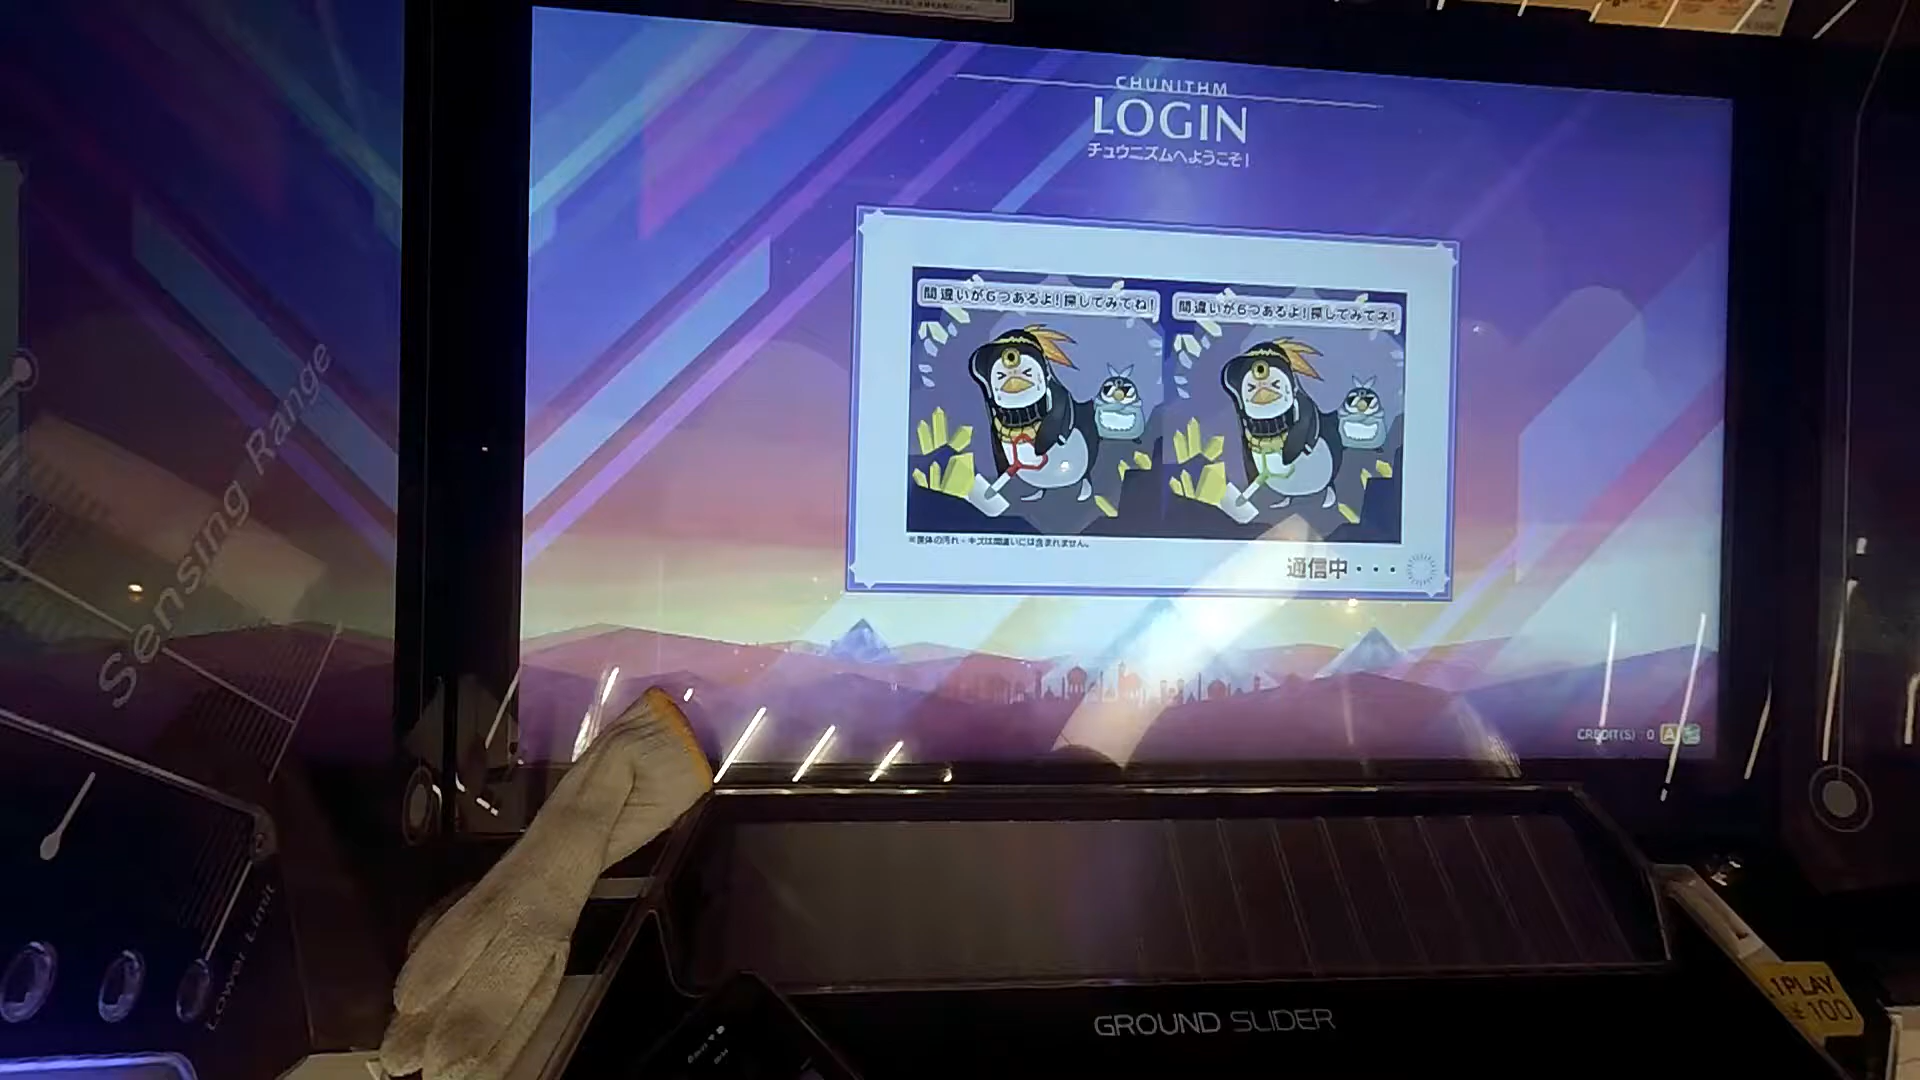 CHUNITHM
LOGIN
チュウニズムへようこそ!
間違いが6つあるよ!探してみてね!
間違いが6つあるよ!探してみてネ!
※筐体の汚れ・キズは間違いには含まれません。
通信中・・・
CREDIT(S) : 0
Sensing Range
Lower Limit
GROUND SLIDER
1PLAY
¥100